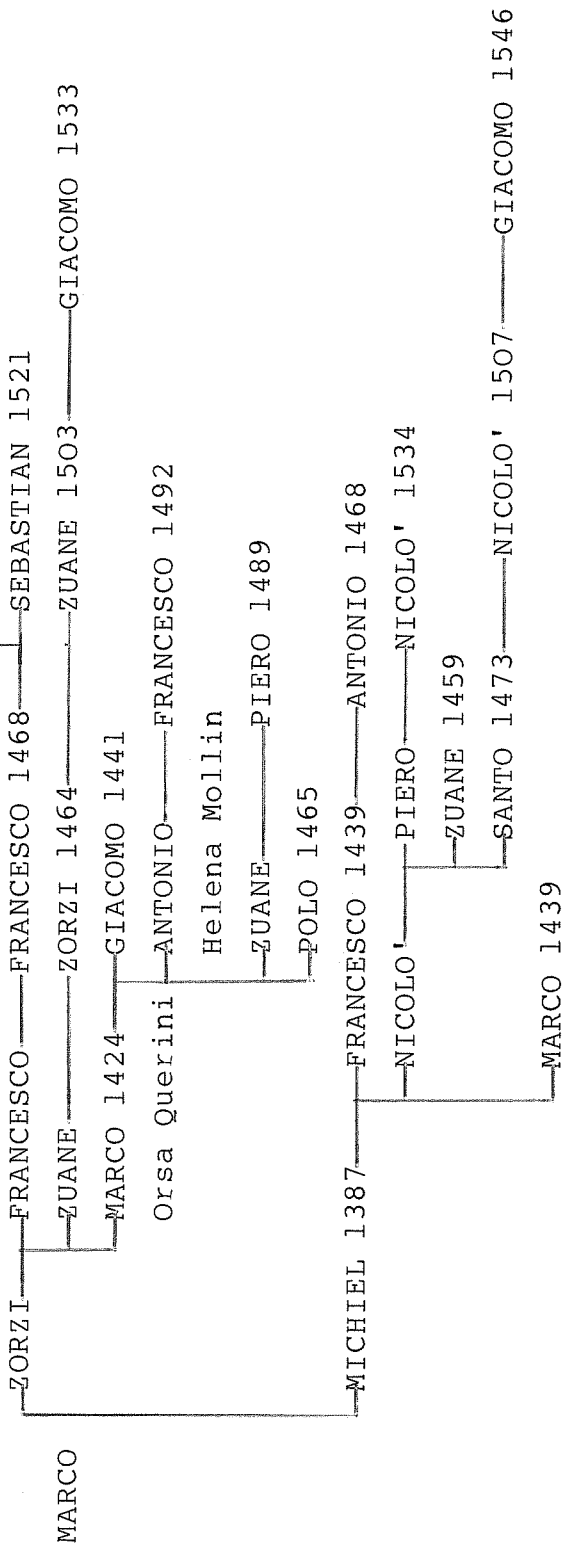 ZORZI FRANCESCO FRANCESCO 1468 SEBASTIAN 1521
MARCO ZUANE ZORZI 1464 ZUANE 1503 GIACOMO 1533
MARCO 1424 GIACOMO 1441
Orsa Querini ANTONIO FRANCESCO 1492
Helena Mollin
ZUANE PIERO 1489
POLO 1465
MICHIEL 1387 FRANCESCO 1439 ANTONIO 1468
NICOLO' PIERO NICOLO' 1534
ZUANE 1459
SANTO 1473 NICOLO' 1507 GIACOMO 1546
MARCO 1439